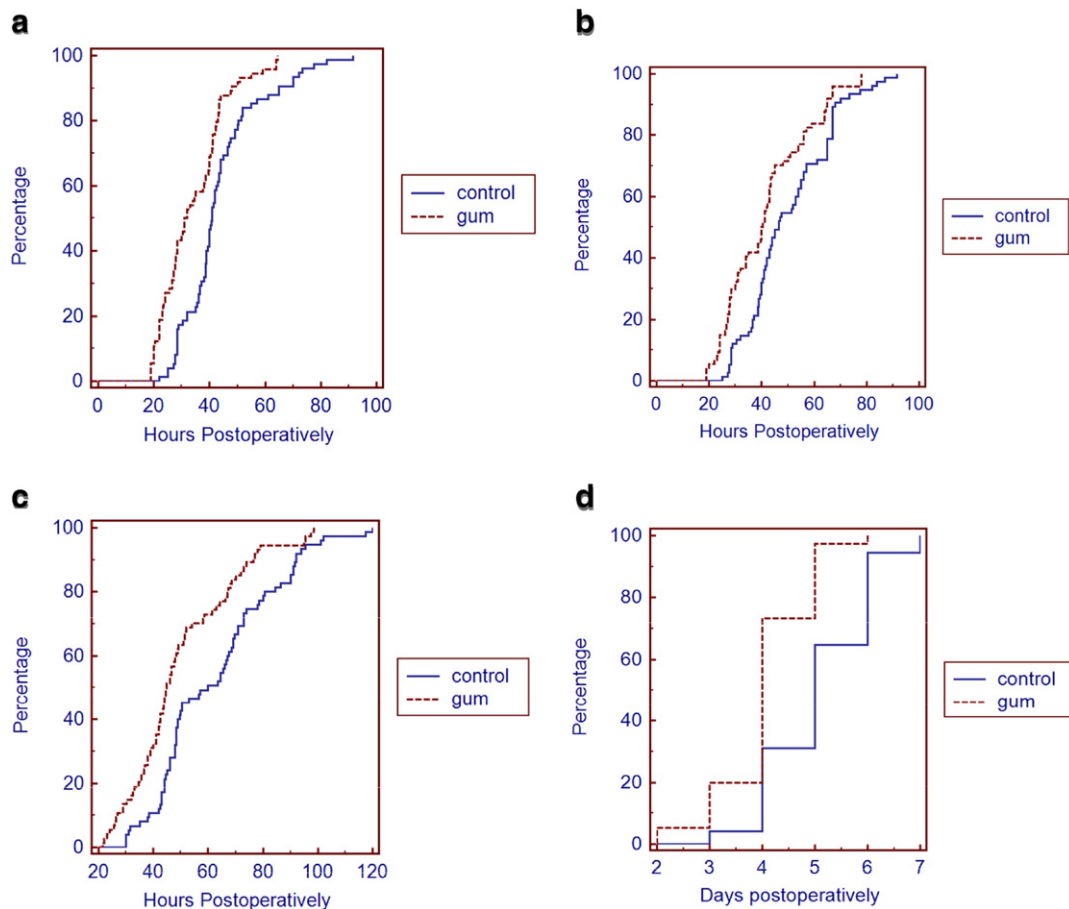 a
100
80
60
40
20
0
Percentage
0 20 40 60 80 100
Hours Postoperatively
control
gum
b
100
80
60
40
20
0
Percentage
0 20 40 60 80 100
Hours Postoperatively
control
gum
c
100
80
60
40
20
0
Percentage
20 40 60 80 100 120
Hours Postoperatively
control
gum
d
100
80
60
40
20
0
Percentage
2 3 4 5 6 7
Days postoperatively
control
gum